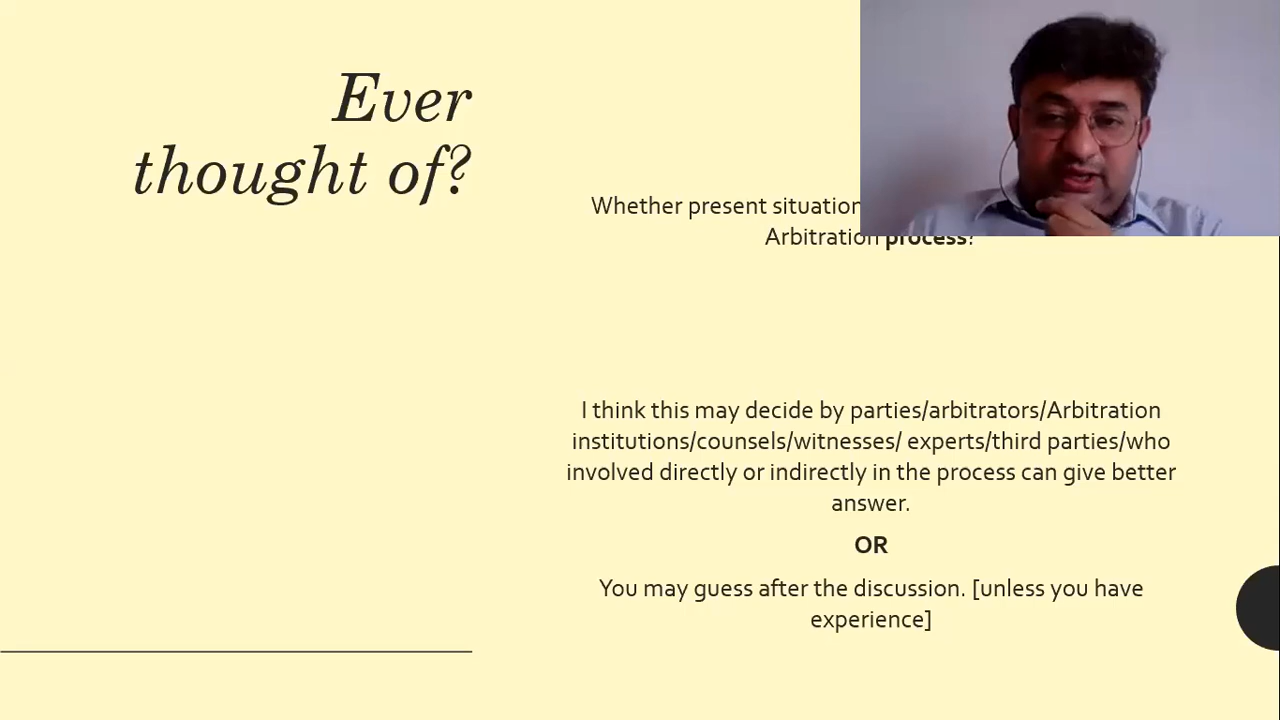 Ever
thought of?
Whether present situation
Arbitration process?
I think this may decide by parties/arbitrators/Arbitration
institutions/counsels/witnesses/ experts/third parties/who
involved directly or indirectly in the process can give better
answer.
OR
You may guess after the discussion. [unless you have
experience]